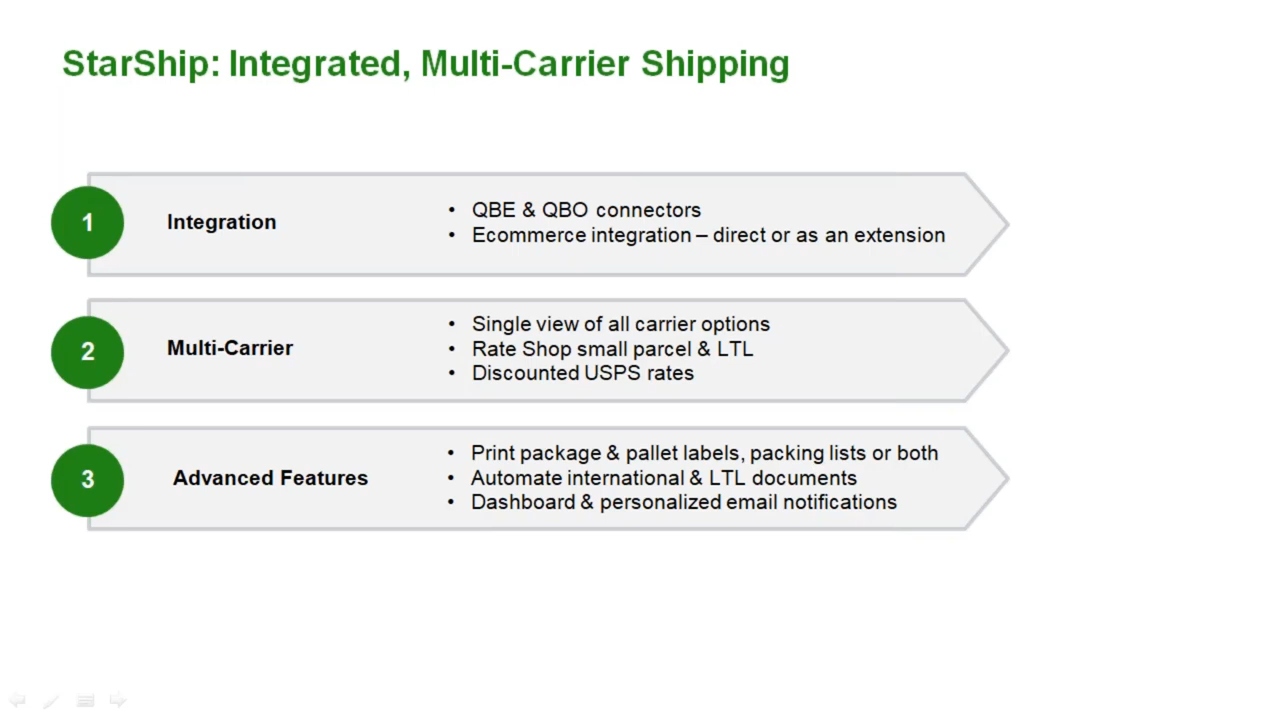 StarShip: Integrated, Multi-Carrier Shipping
1
Integration
• QBE & QBO connectors
• Ecommerce integration – direct or as an extension
2
Multi-Carrier
• Single view of all carrier options
• Rate Shop small parcel & LTL
• Discounted USPS rates
3
Advanced Features
• Print package & pallet labels, packing lists or both
• Automate international & LTL documents
• Dashboard & personalized email notifications